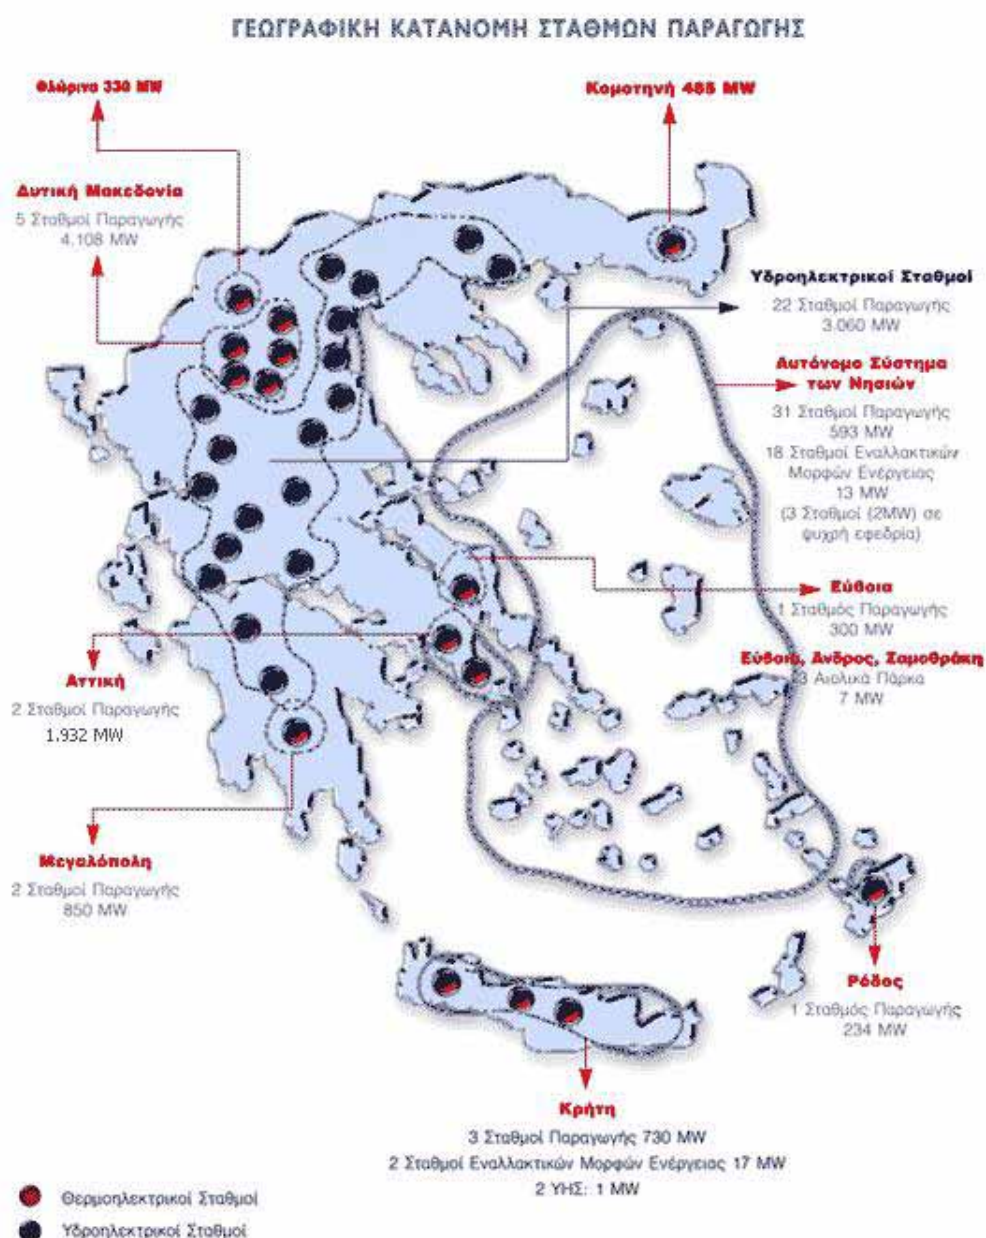 ΓΕΩΓΡΑΦΙΚΗ ΚΑΤΑΝΟΜΗ ΣΤΑΘΜΩΝ ΠΑΡΑΓΩΓΗΣ
Φλώρινα 330 MW
Κομοτηνή 485 MW
Δυτική Μακεδονία
5 Σταθμοί Παραγωγής
4.108 MW
Υδροηλεκτρικοί Σταθμοί
22 Σταθμοί Παραγωγής
3.060 MW
Αυτόνομο Σύστημα
των Νησιών
31 Σταθμοί Παραγωγής
593 MW
18 Σταθμοί Εναλλακτικών
Μορφών Ενέργειας
13 MW
(3 Σταθμοί (2MW) σε
ψυχρή εφεδρία)
Εύβοια
1 Σταθμός Παραγωγής
300 MW
Εύβοια, Ανδρος, Σαμοθράκη
3 Αιολικά Πάρκα
7 MW
Αττική
2 Σταθμοί Παραγωγής
1.932 MW
Μεγαλόπολη
2 Σταθμοί Παραγωγής
850 MW
Ρόδος
1 Σταθμός Παραγωγής
234 MW
Κρήτη
3 Σταθμοί Παραγωγής 730 MW
2 Σταθμοί Εναλλακτικών Μορφών Ενέργειας 17 MW
2 ΥΗΣ: 1 MW
Θερμοηλεκτρικοί Σταθμοί
Υδροηλεκτρικοί Σταθμοί